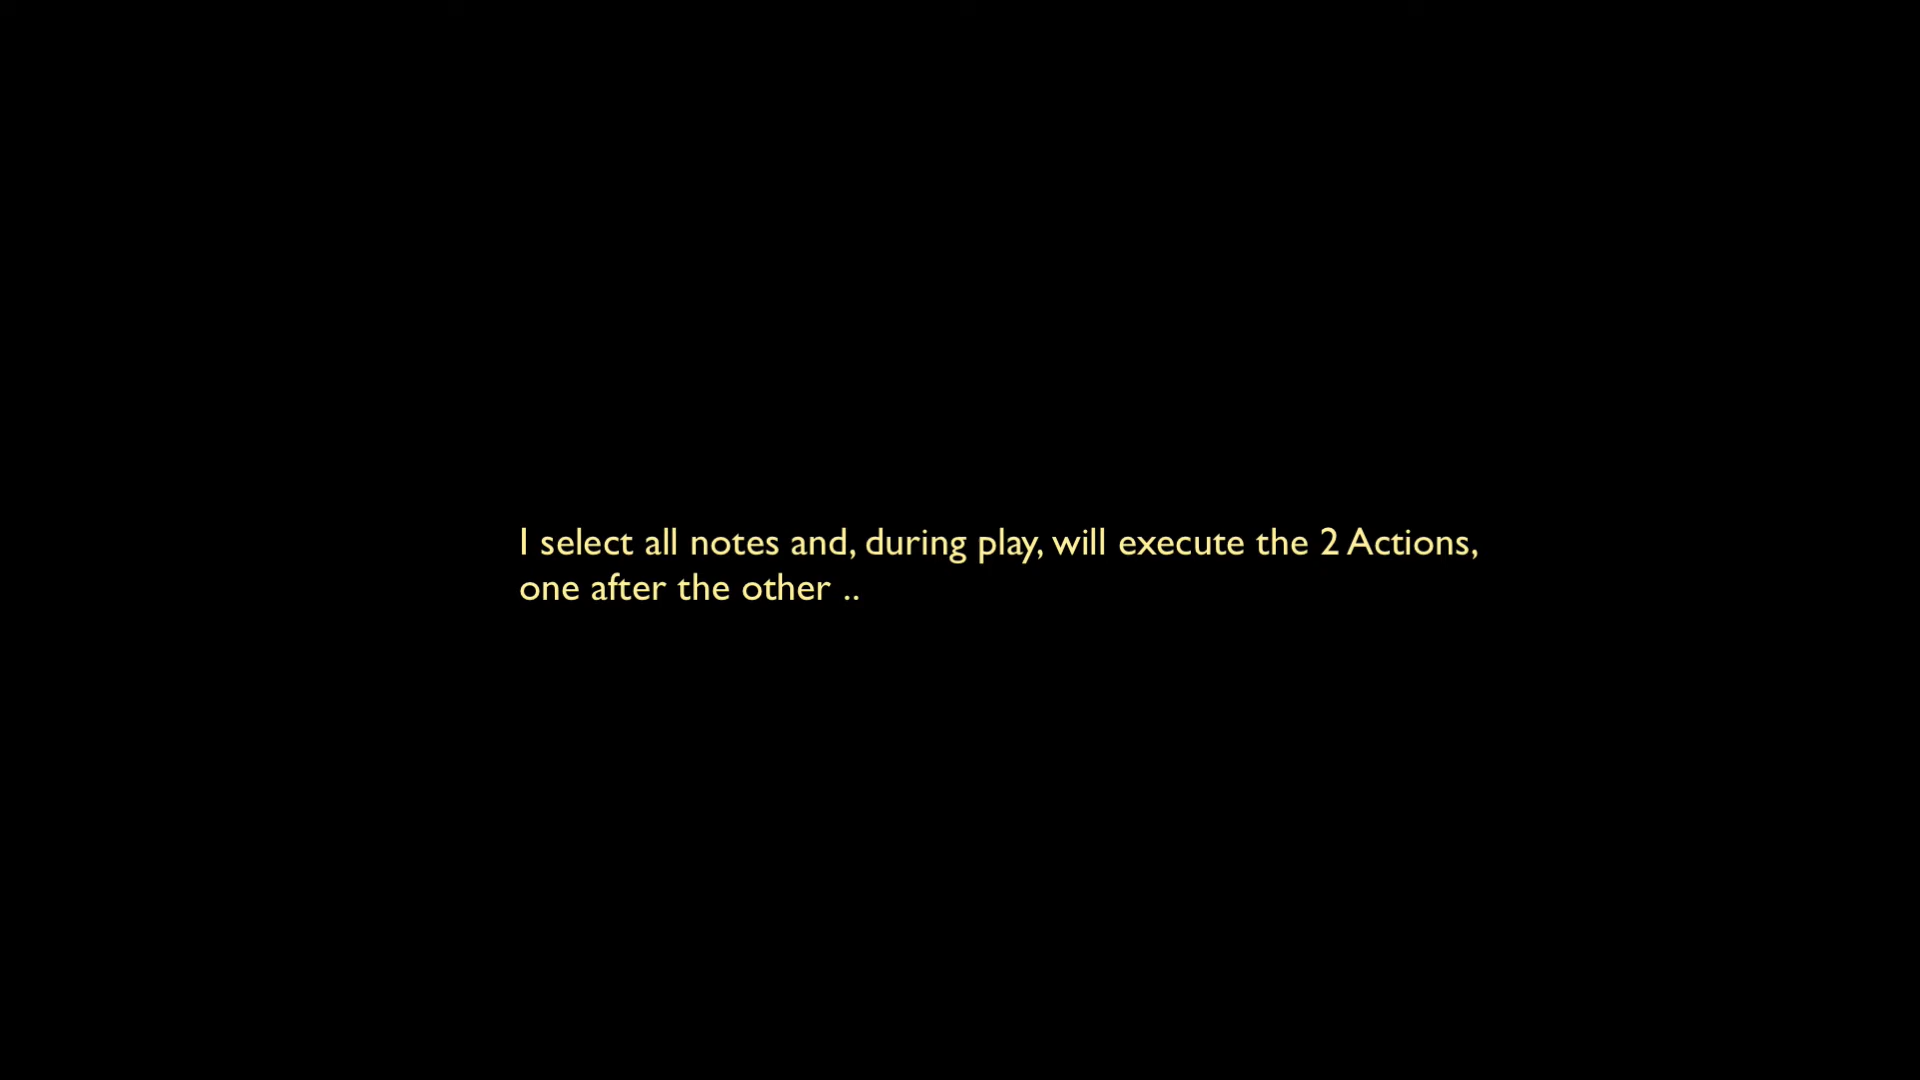 I select all notes and, during play, will execute the 2 Actions,
one after the other ..